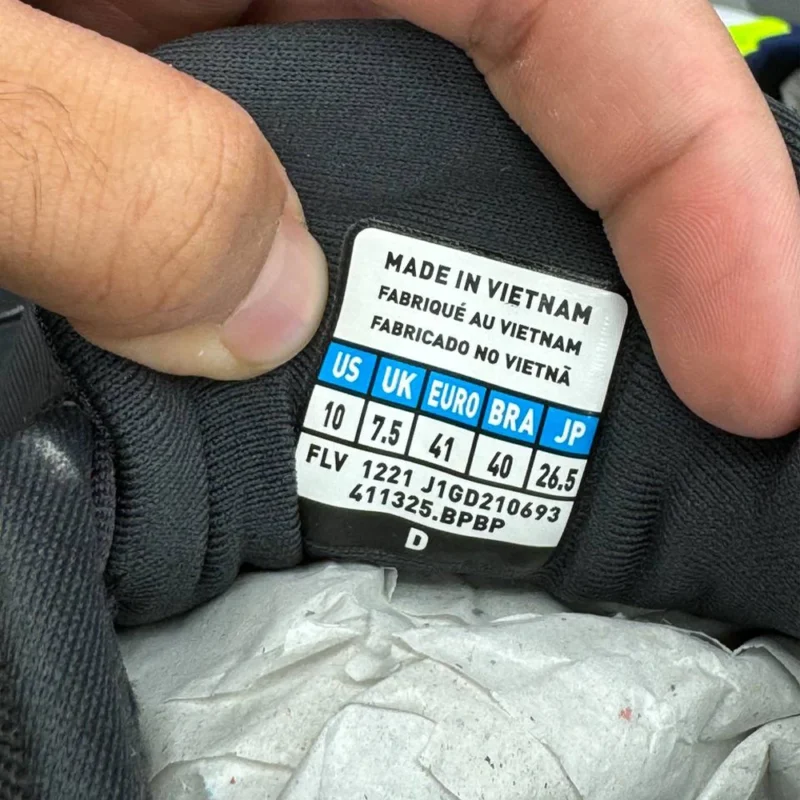 MADE IN VIETNAM
FABRIQUÉ AU VIETNAM
FABRICADO NO VIETNÃ
US UK EURO BRA JP
10 7.5 41 40 26.5
FLV 1221 J1GD210693
411325.BPBP
D